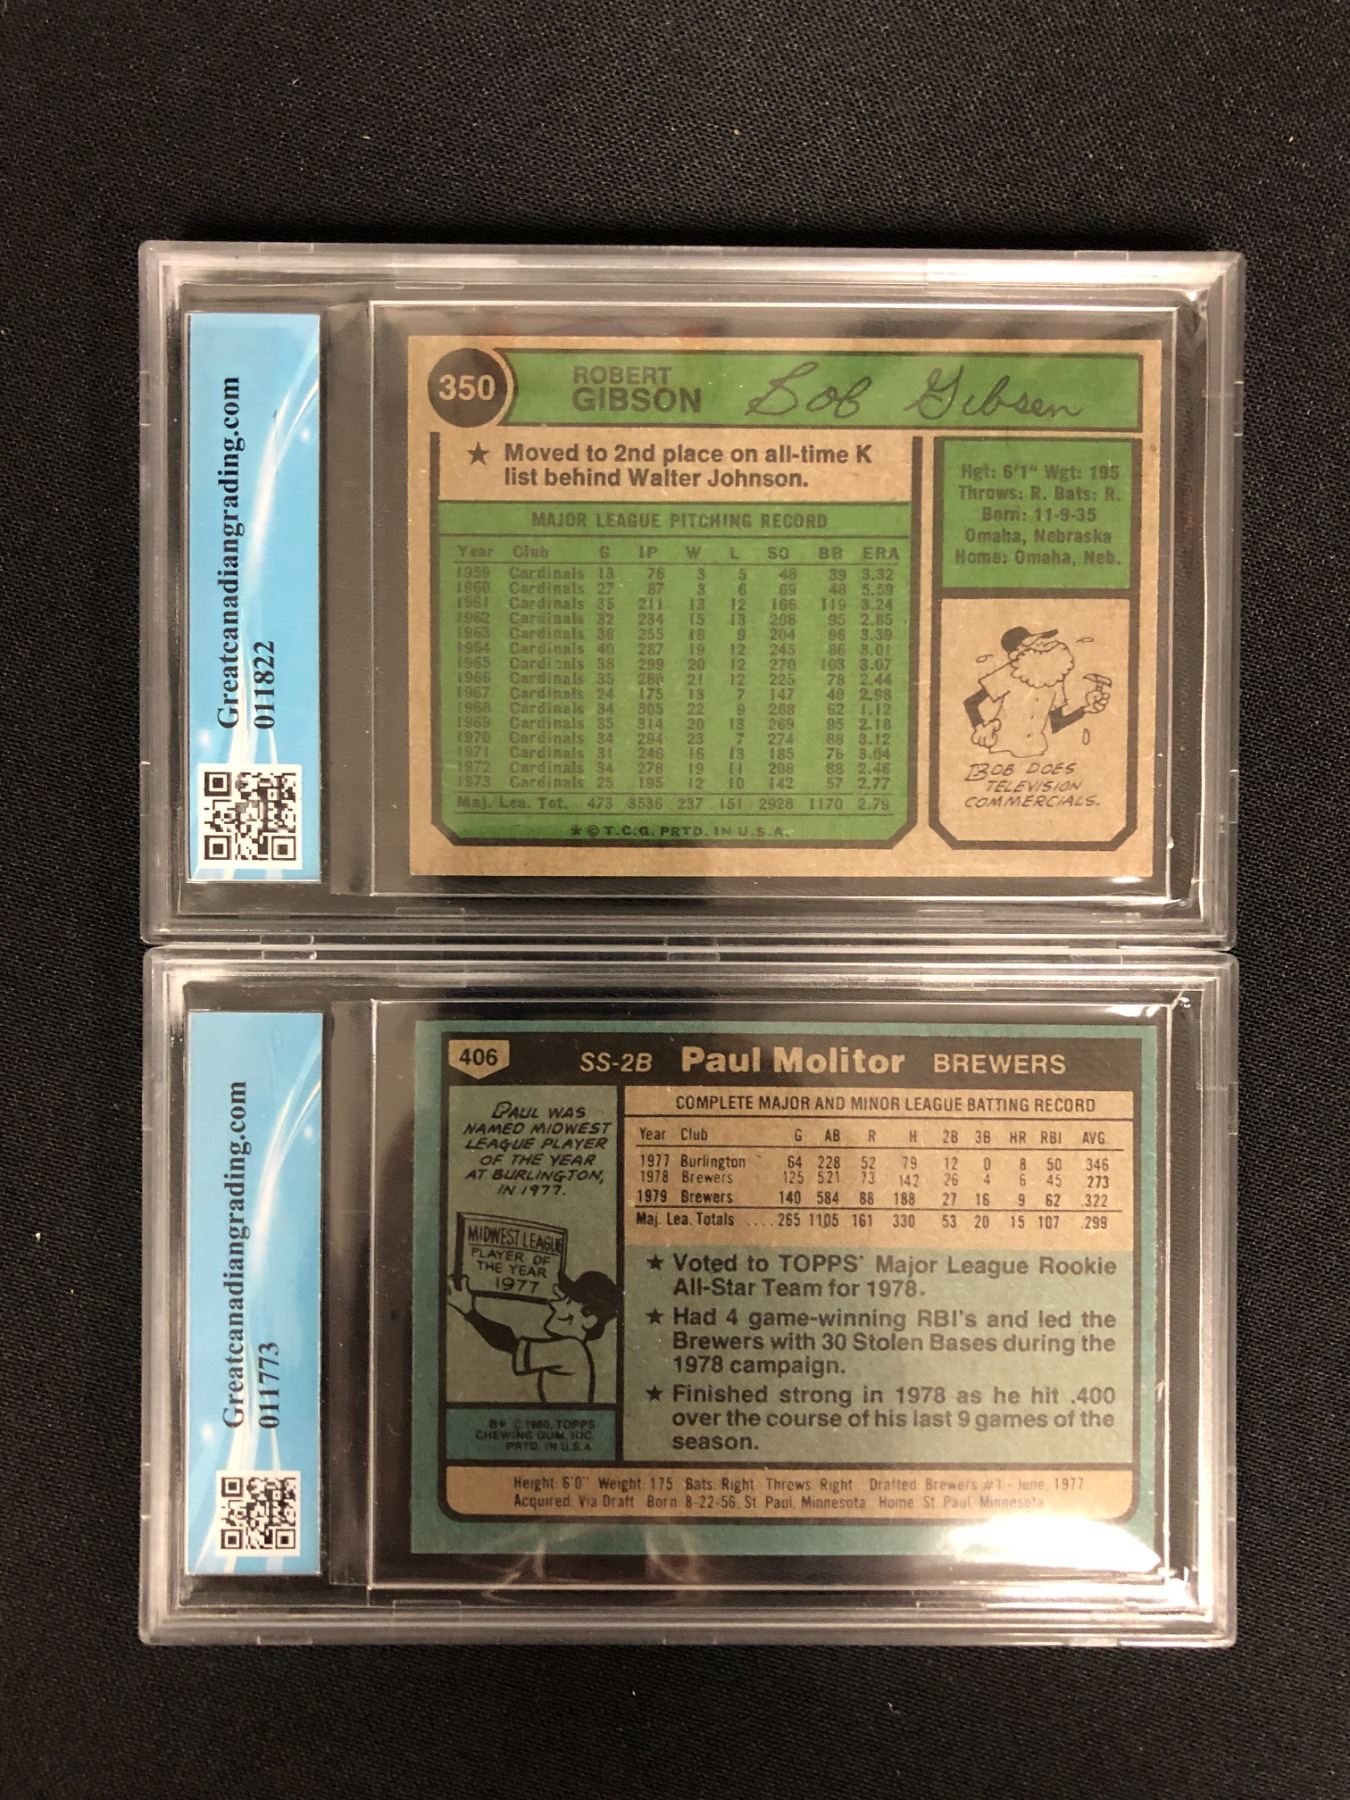 Greatcanadiangrading.com
011822
350
ROBERT
GIBSON
Bob Gibson
★ Moved to 2nd place on all-time K
list behind Walter Johnson.
MAJOR LEAGUE PITCHING RECORD
Year Club G IP W L SO BB ERA
1959 Cardinals 13 76 3 5 48 39 3.32
1960 Cardinals 27 87 3 6 69 48 5.59
1961 Cardinals 35 211 13 12 166 119 3.24
1962 Cardinals 32 234 15 13 208 95 2.85
1963 Cardinals 36 255 18 9 204 96 3.39
1964 Cardinals 40 287 19 12 245 86 3.01
1965 Cardinals 38 299 20 12 270 103 3.07
1966 Cardinals 35 280 21 12 225 78 2.44
1967 Cardinals 24 175 13 7 147 40 2.98
1968 Cardinals 34 305 22 9 268 62 1.12
1969 Cardinals 35 314 20 13 269 95 2.18
1970 Cardinals 34 294 23 7 274 88 3.12
1971 Cardinals 31 246 16 13 185 76 3.04
1972 Cardinals 34 278 19 11 208 88 2.46
1973 Cardinals 25 195 12 10 142 57 2.77
Maj. Lea. Tot. 473 3536 237 151 2928 1170 2.79
* © T.C.G. PRTD. IN U.S.A.
Hgt: 6'1" Wgt: 195
Throws: R. Bats: R.
Born: 11-9-35
Omaha, Nebraska
Home: Omaha, Neb.
BOB DOES
TELEVISION
COMMERCIALS.
Greatcanadiangrading.com
011773
406
SS-2B Paul Molitor BREWERS
PAUL WAS
NAMED MIDWEST
LEAGUE PLAYER
OF THE YEAR
AT BURLINGTON,
IN 1977.
MIDWEST LEAGUE
PLAYER OF
THE YEAR
1977
B* © 1980, TOPPS
CHEWING GUM, INC.
PRTD. IN U.S.A.
COMPLETE MAJOR AND MINOR LEAGUE BATTING RECORD
Year Club G AB R H 2B 3B HR RBI AVG.
1977 Burlington 64 228 52 79 12 0 8 50 .346
1978 Brewers 125 521 73 142 26 4 6 45 .273
1979 Brewers 140 584 88 188 27 16 9 62 .322
Maj. Lea. Totals .... 265 1105 161 330 53 20 15 107 .299
★ Voted to TOPPS' Major League Rookie
All-Star Team for 1978.
★ Had 4 game-winning RBI's and led the
Brewers with 30 Stolen Bases during the
1978 campaign.
★ Finished strong in 1978 as he hit .400
over the course of his last 9 games of the
season.
Height: 6'0" Weight: 175 Bats: Right Throws: Right Drafted: Brewers #1 - June, 1977
Acquired: Via Draft Born: 8-22-56, St. Paul, Minnesota Home: St. Paul, Minnesota